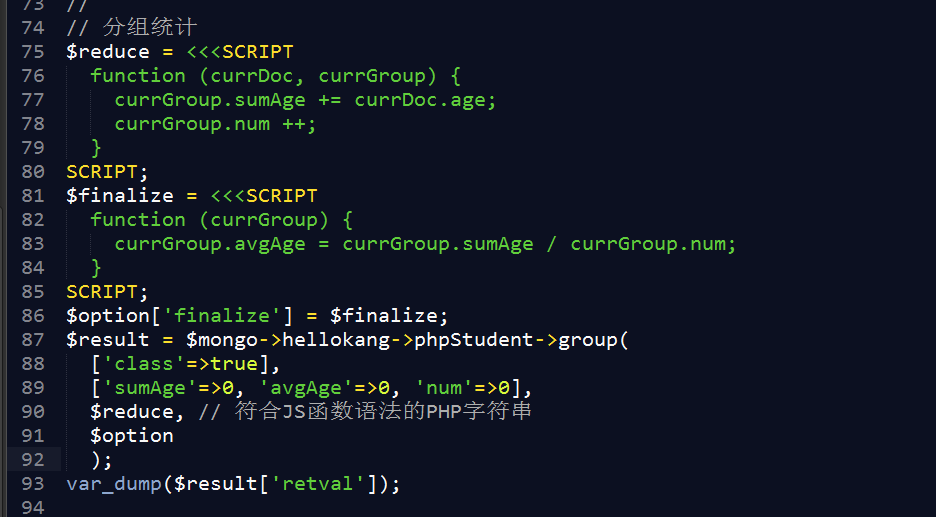 73 //
74 // 分组统计
75 $reduce = <<<SCRIPT
76 function (currDoc, currGroup) {
77 currGroup.sumAge += currDoc.age;
78 currGroup.num ++;
79 }
80 SCRIPT;
81 $finalize = <<<SCRIPT
82 function (currGroup) {
83 currGroup.avgAge = currGroup.sumAge / currGroup.num;
84 }
85 SCRIPT;
86 $option['finalize'] = $finalize;
87 $result = $mongo->hellokang->phpStudent->group(
88 ['class'=>true],
89 ['sumAge'=>0, 'avgAge'=>0, 'num'=>0],
90 $reduce, // 符合JS函数语法的PHP字符串
91 $option
92 );
93 var_dump($result['retval']);
94